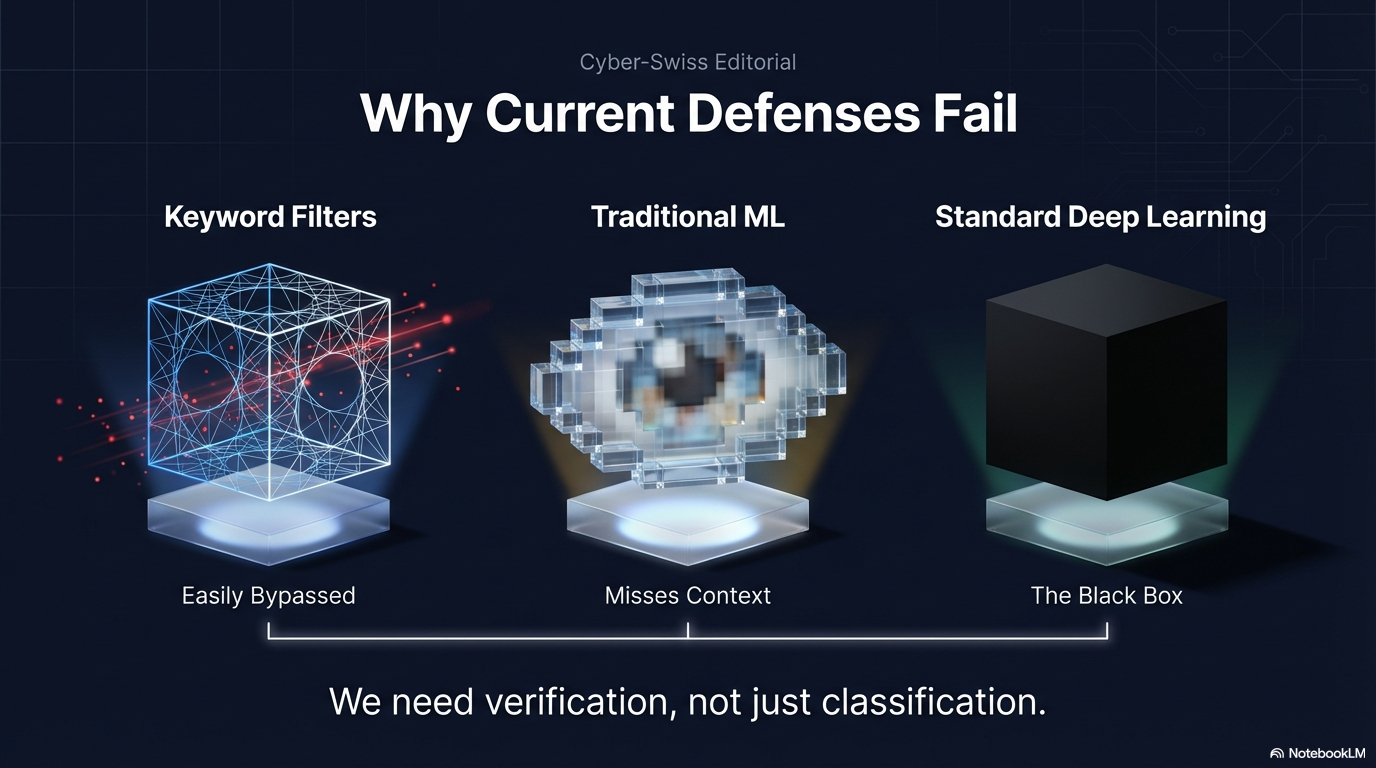 Cyber-Swiss Editorial
Why Current Defenses Fail
Keyword Filters
Traditional ML
Standard Deep Learning
Easily Bypassed
Misses Context
The Black Box
We need verification, not just classification.
NotebookLM